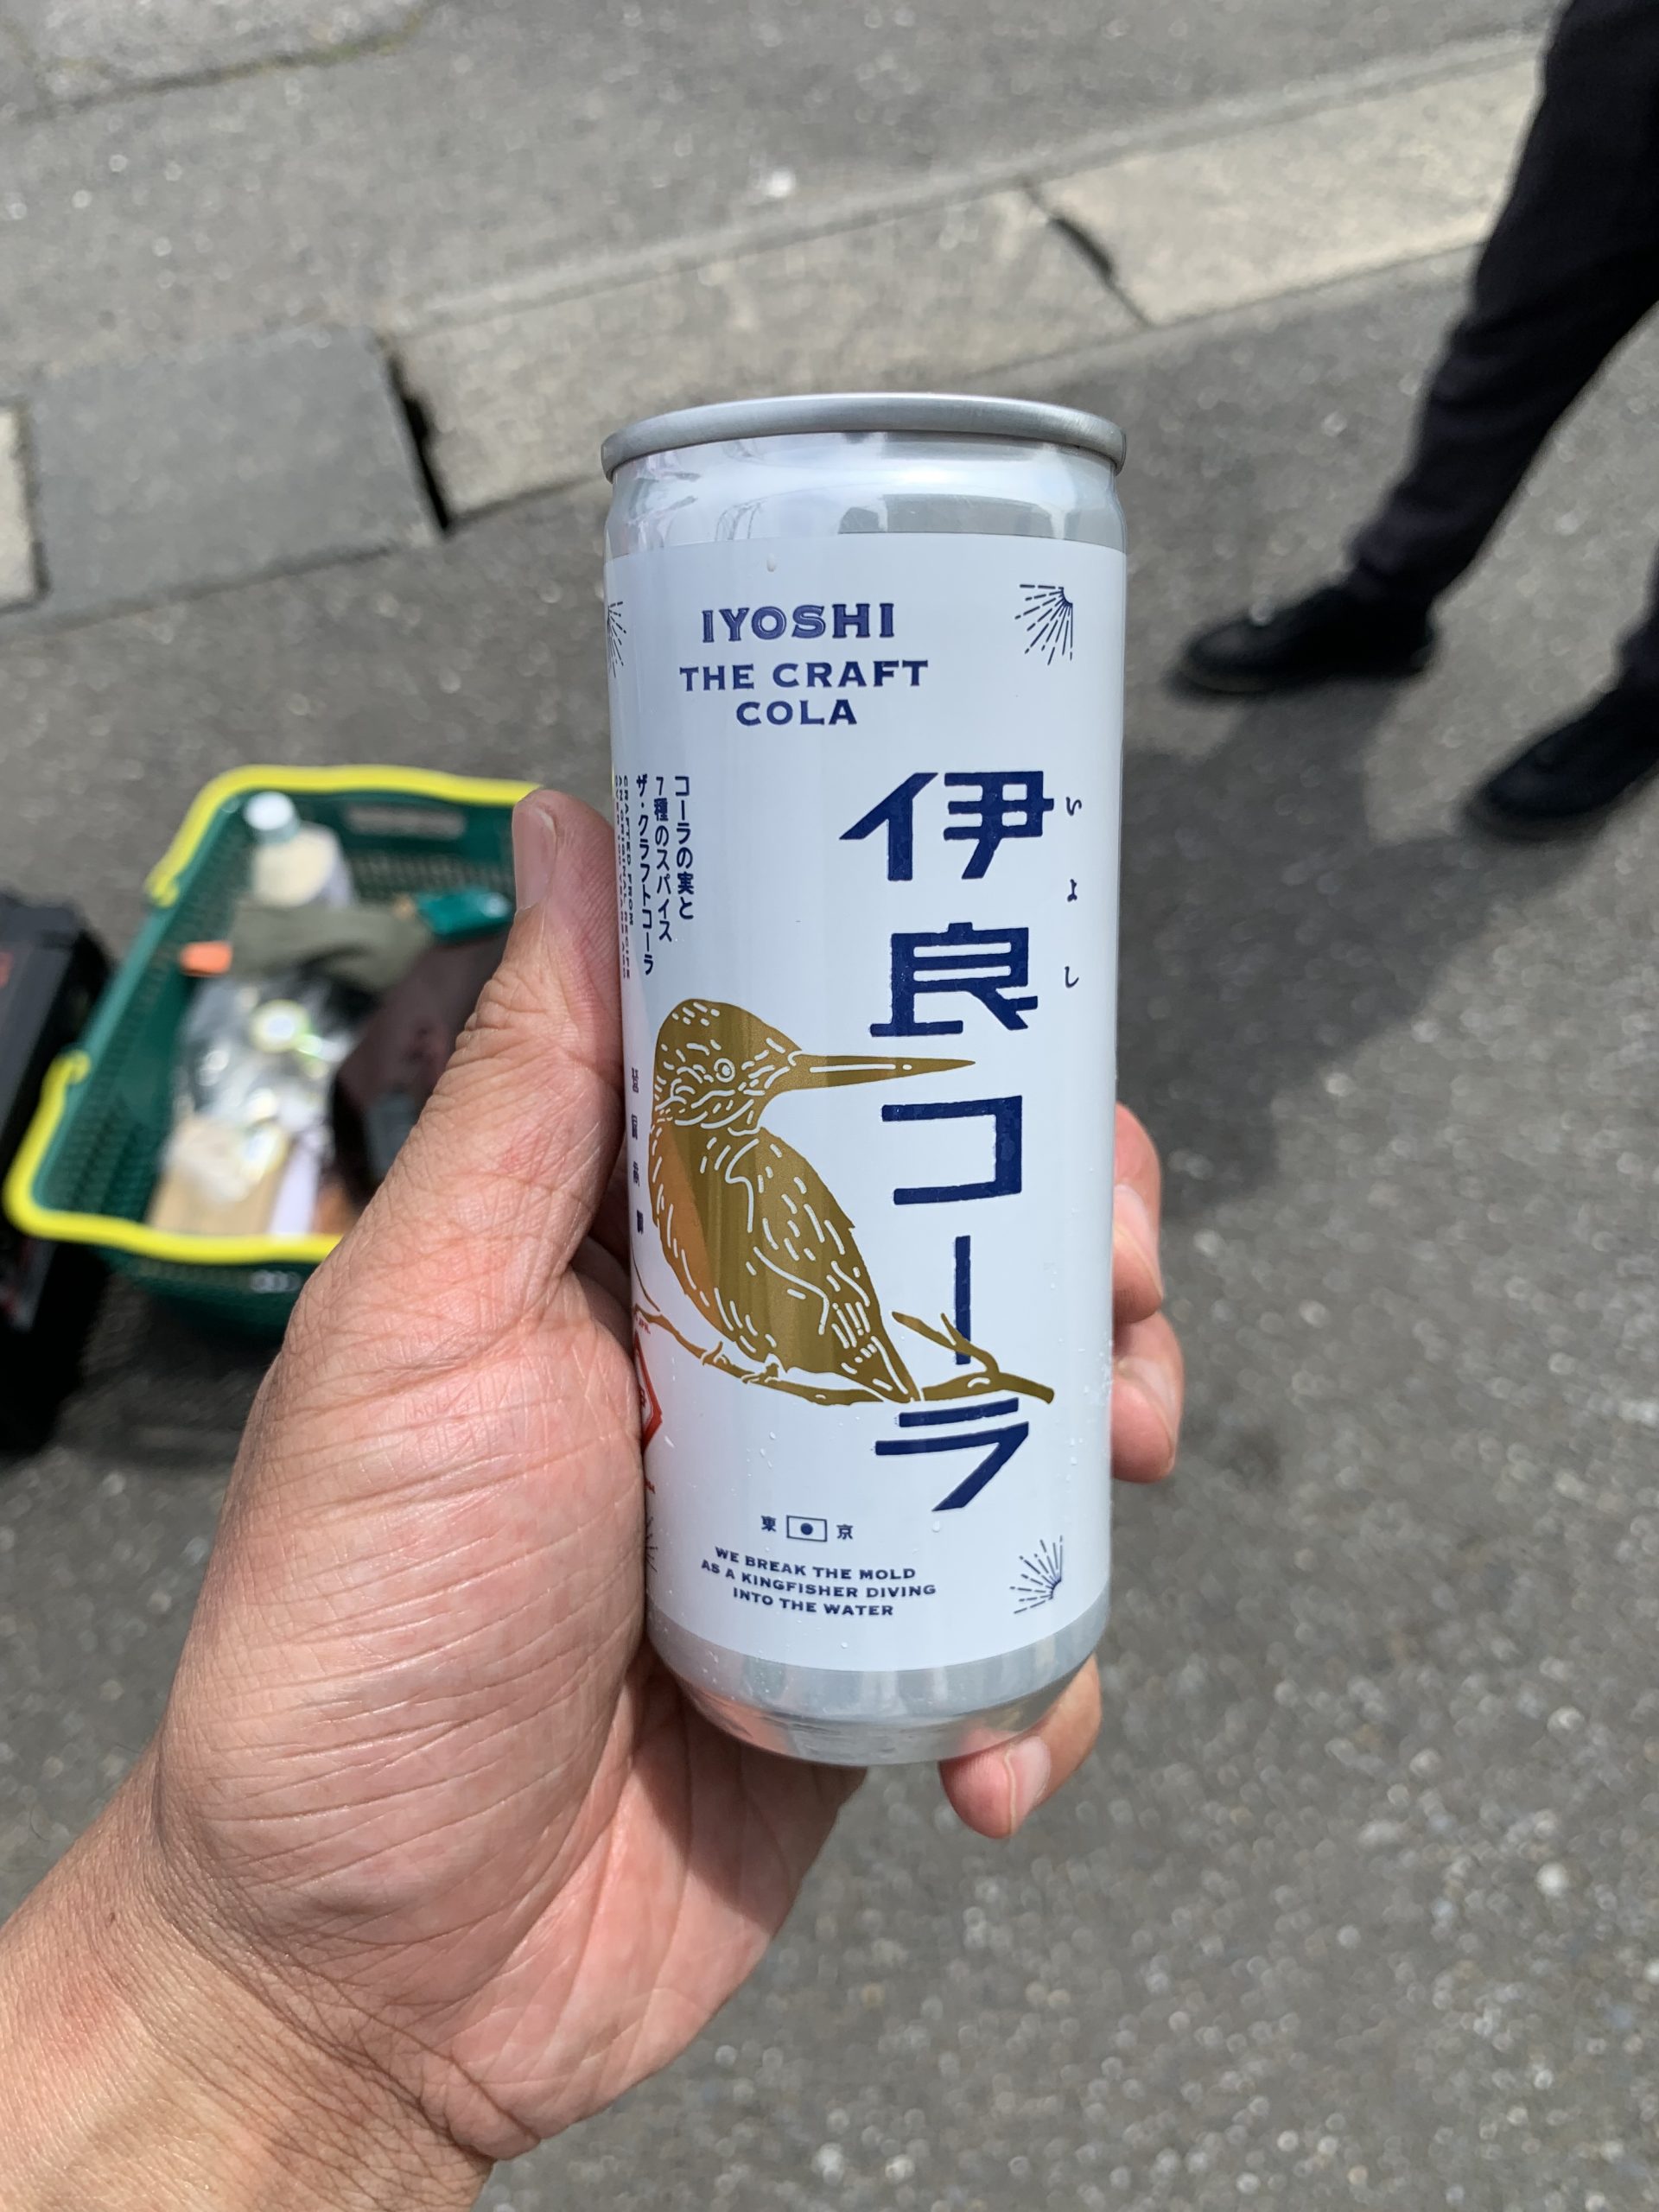 IYOSHI
THE CRAFT
COLA
伊良コーラ
いよし
コーラの実と
7種のスパイス
ザ・クラフトコーラ
CRAFTED FROM
東京
WE BREAK THE MOLD
AS A KINGFISHER DIVING
INTO THE WATER